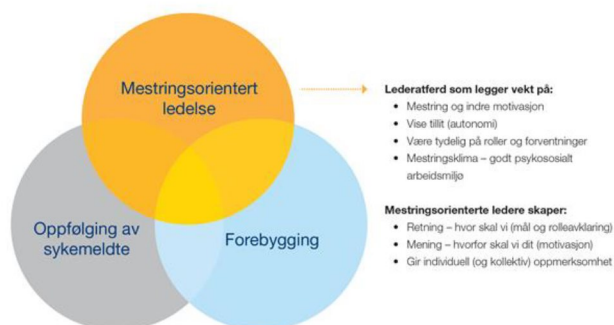 Mestringsorientert
ledelse
Oppfølging av
sykemeldte
Forebygging
Lederatferd som legger vekt på:
• Mestring og indre motivasjon
• Vise tillit (autonomi)
• Være tydelig på roller og forventninger
• Mestringsklima – godt psykososialt
arbeidsmiljø
Mestringsorienterte ledere skaper:
• Retning – hvor skal vi (mål og rolleavklaring)
• Mening – hvorfor skal vi dit (motivasjon)
• Gir individuell (og kollektiv) oppmerksomhet